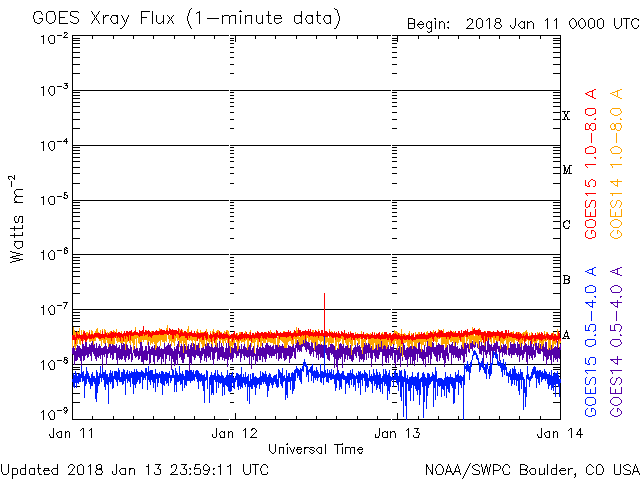 GOES Xray Flux (1-minute data)
Begin: 2018 Jan 11 0000 UTC
10⁻²
10⁻³
10⁻⁴
10⁻⁵
10⁻⁶
10⁻⁷
10⁻⁸
10⁻⁹
Watts m⁻²
X
M
C
B
A
GOES15 1.0-8.0 A
GOES14 1.0-8.0 A
GOES15 0.5-4.0 A
GOES14 0.5-4.0 A
Jan 11
Jan 12
Jan 13
Jan 14
Universal Time
Updated 2018 Jan 13 23:59:11 UTC
NOAA/SWPC Boulder, CO USA